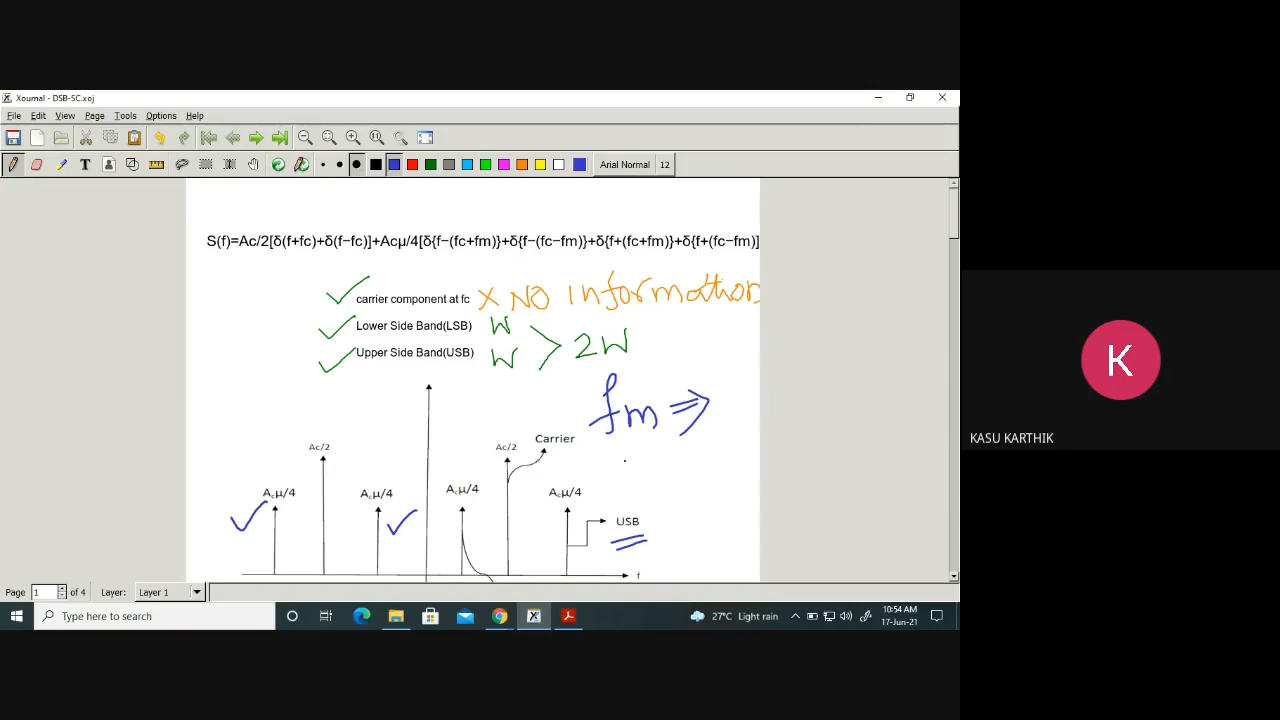 Xournal - DSB-SC.xoj
File Edit View Page Tools Options Help
Arial Normal 12
S(f)=Ac/2[δ(f+fc)+δ(f−fc)]+Acμ/4[δ{f−(fc+fm)}+δ{f−(fc−fm)}+δ{f+(fc+fm)}+δ{f+(fc−fm)]
carrier component at fc X NO information
Lower Side Band(LSB) W
Upper Side Band(USB) W > 2W
fm ⇒
Carrier
Ac/2 Ac/2
Acμ/4 Acμ/4 Acμ/4 Acμ/4
USB
f
K
KASU KARTHIK
Page 1 of 4 Layer: Layer 1
Type here to search
27°C Light rain
10:54 AM
17-Jun-21